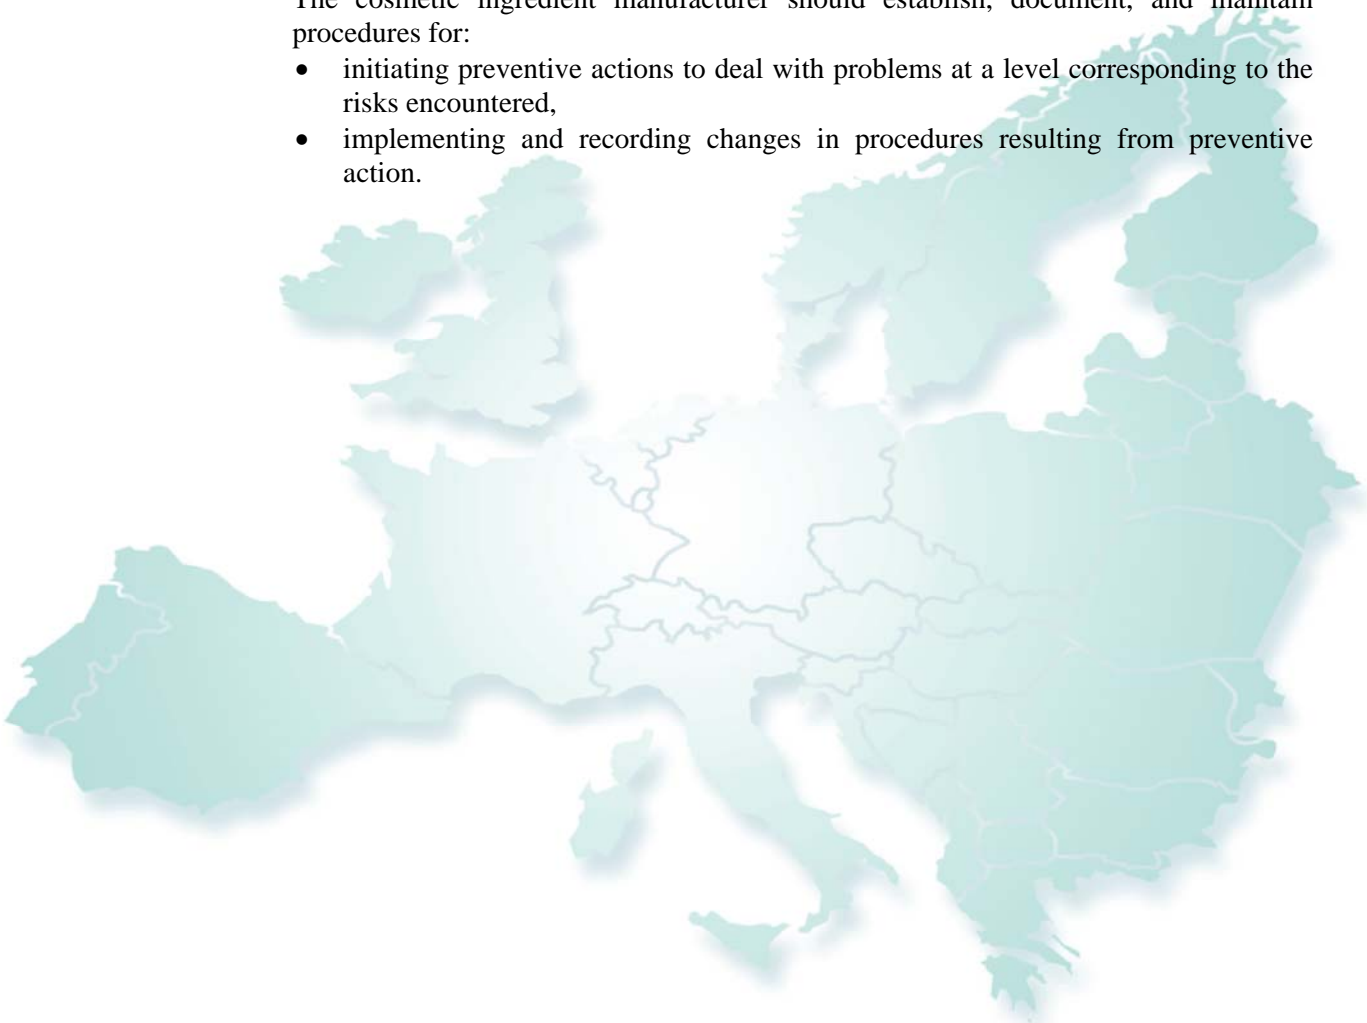 The cosmetic ingredient manufacturer should establish, document, and maintain
procedures for:
• initiating preventive actions to deal with problems at a level corresponding to the
risks encountered,
• implementing and recording changes in procedures resulting from preventive
action.